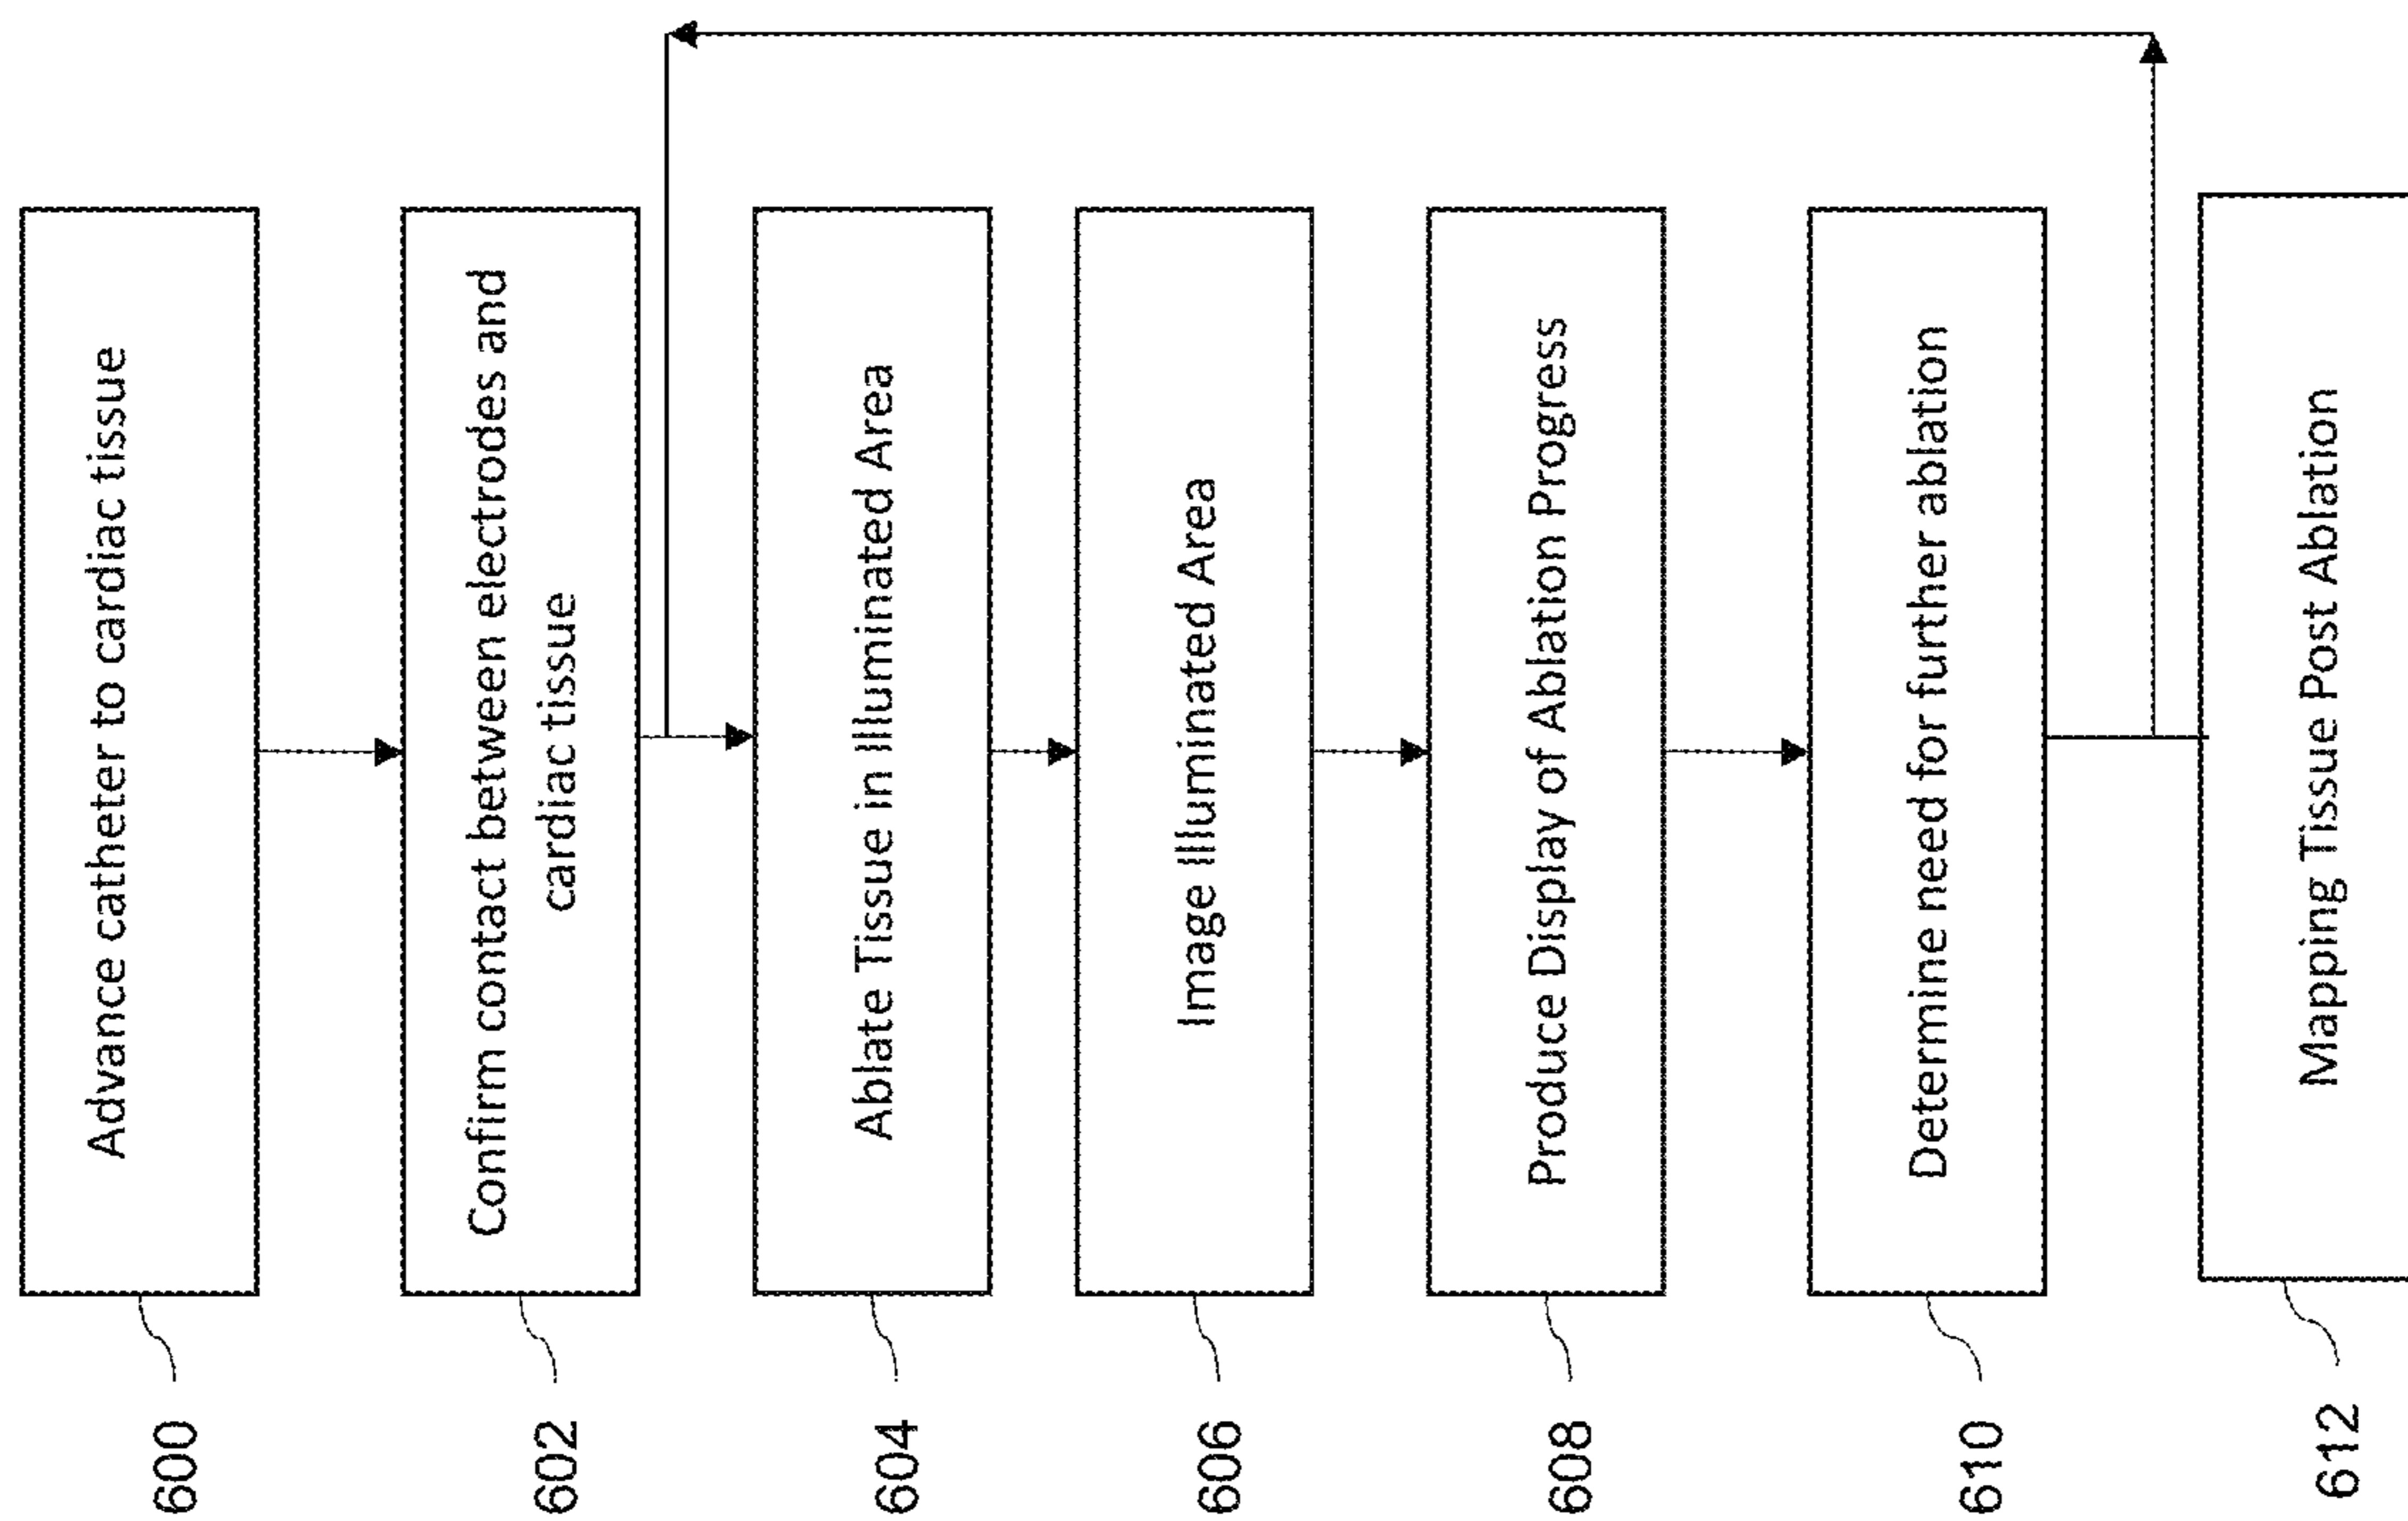 600
Advance catheter to cardiac tissue
602
Confirm contact between electrodes and
cardiac tissue
604
Ablate Tissue in Illuminated Area
606
Image Illuminated Area
608
Produce Display of Ablation Progress
610
Determine need for further ablation
612
Mapping Tissue Post Ablation